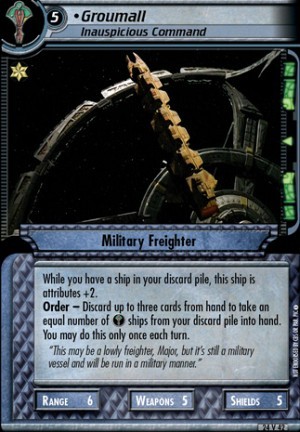 5
•Groumall
Inauspicious Command
Military Freighter
While you have a ship in your discard pile, this ship is
attributes +2.
Order – Discard up to three cards from hand to take an
equal number of ships from your discard pile into hand.
You may do this only once each turn.
"This may be a lowly freighter, Major, but it's still a military
vessel and will be run in a military manner."
RANGE 6 WEAPONS 5 SHIELDS 5
24 V 42